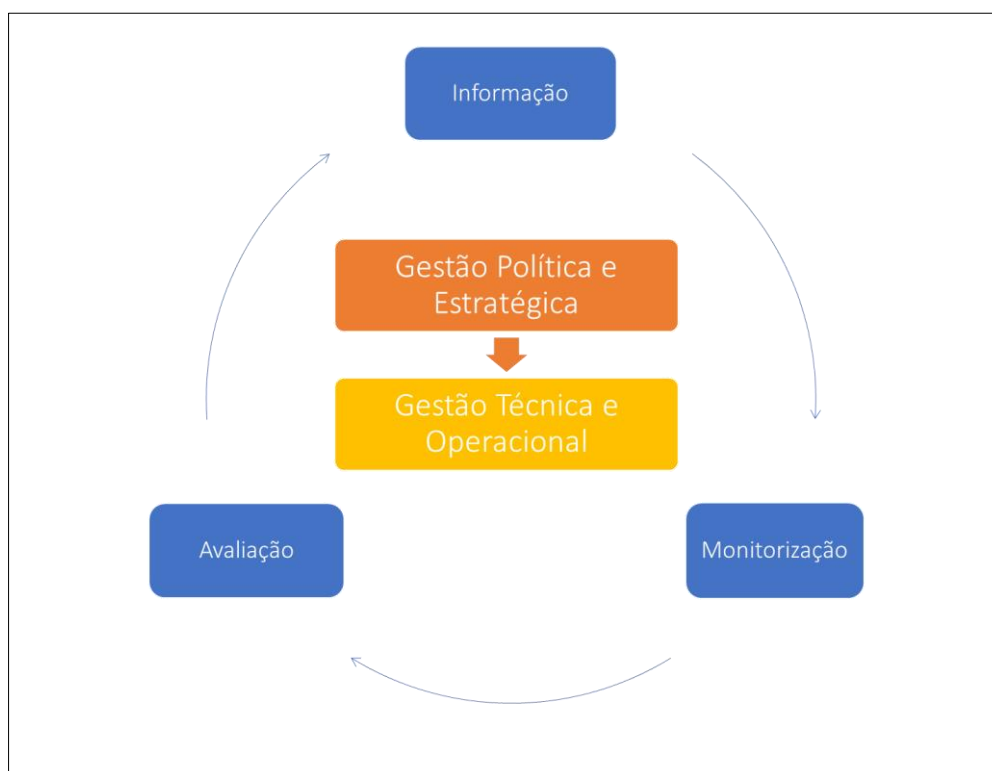 Informação
Gestão Política e
Estratégica
Gestão Técnica e
Operacional
Avaliação
Monitorização